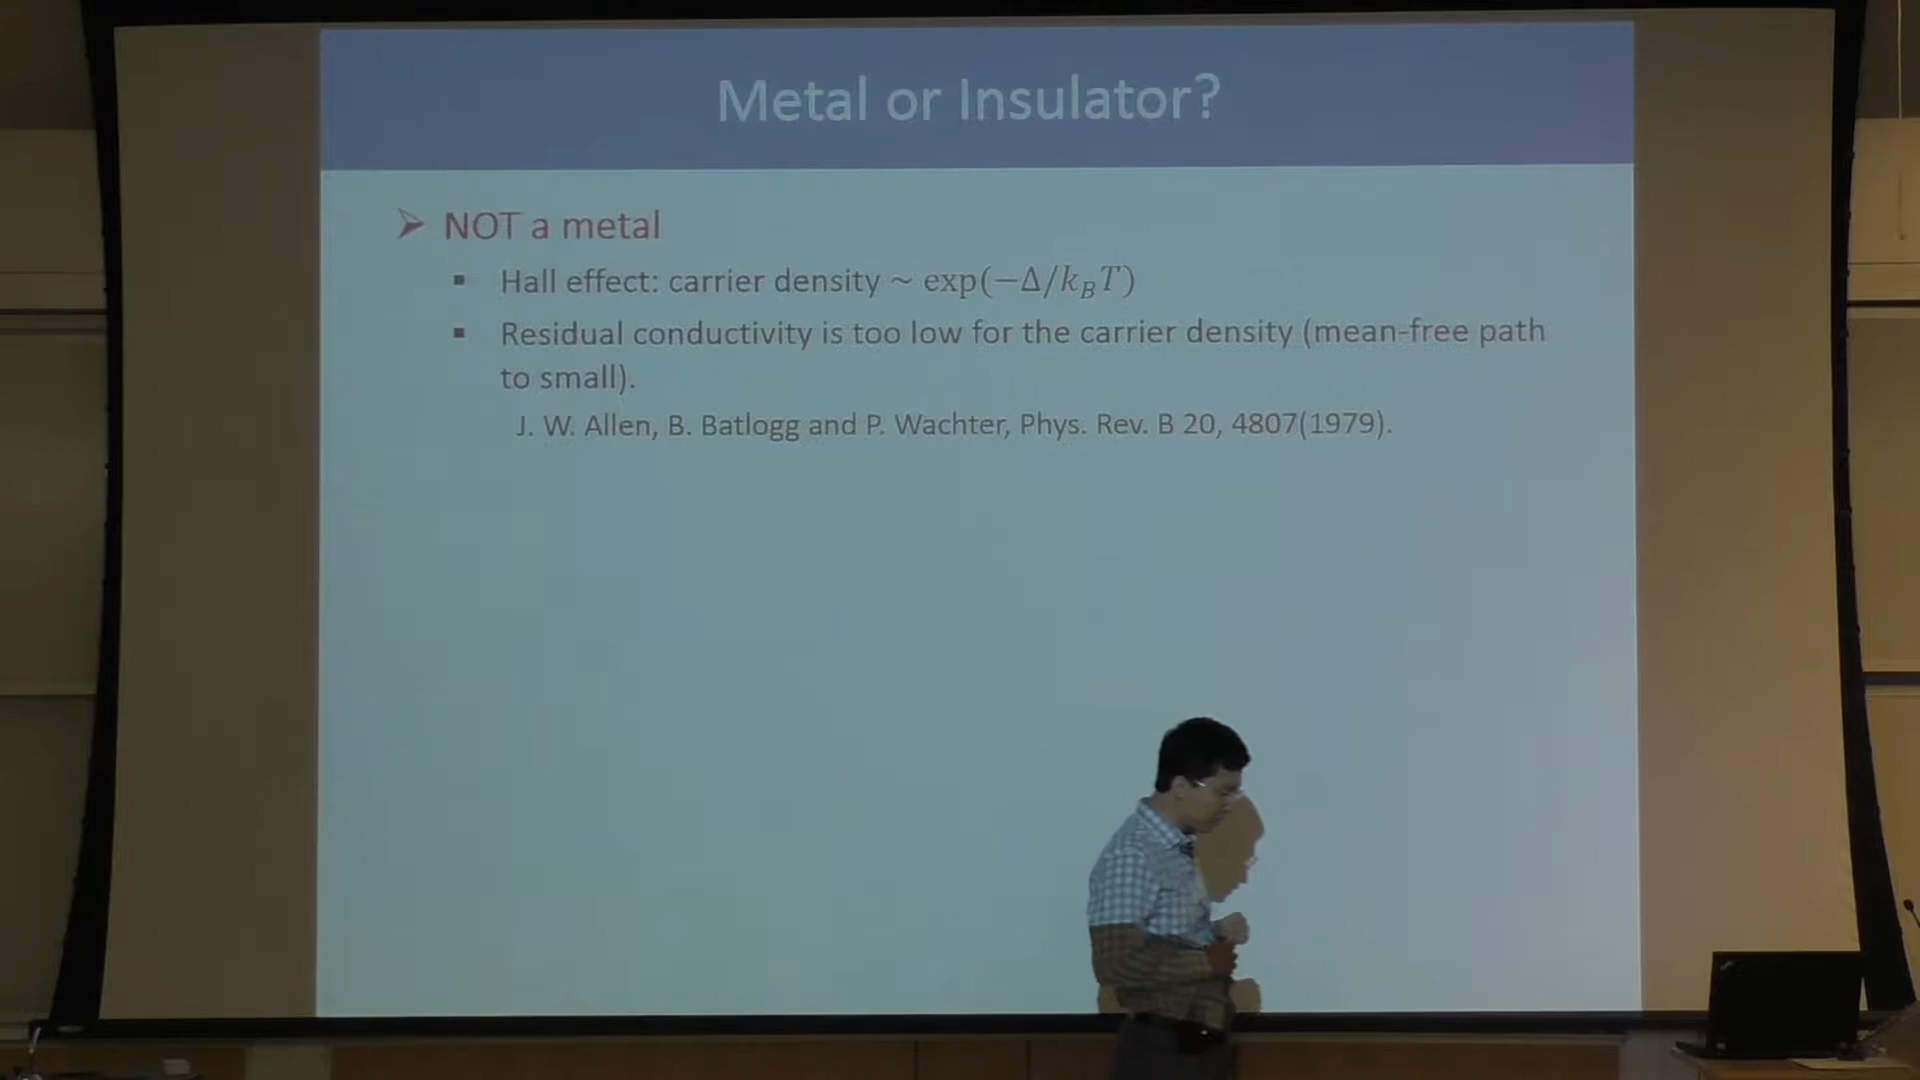 Metal or Insulator?
➢ NOT a metal
▪ Hall effect: carrier density ~ exp(−Δ/k_BT)
▪ Residual conductivity is too low for the carrier density (mean-free path
to small).
J. W. Allen, B. Batlogg and P. Wachter, Phys. Rev. B 20, 4807(1979).